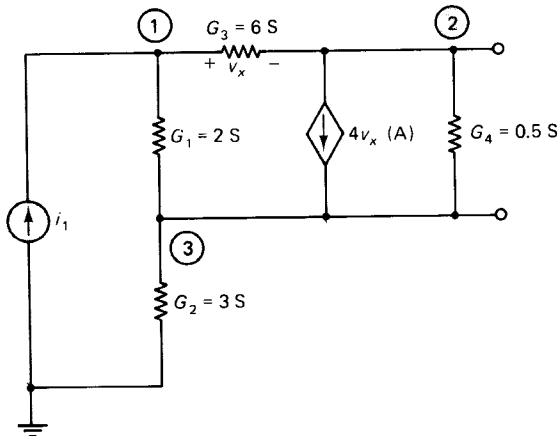 1
G₃ = 6 S
2
+ vₓ −
G₁ = 2 S
4vₓ (A)
G₄ = 0.5 S
i₁
3
G₂ = 3 S